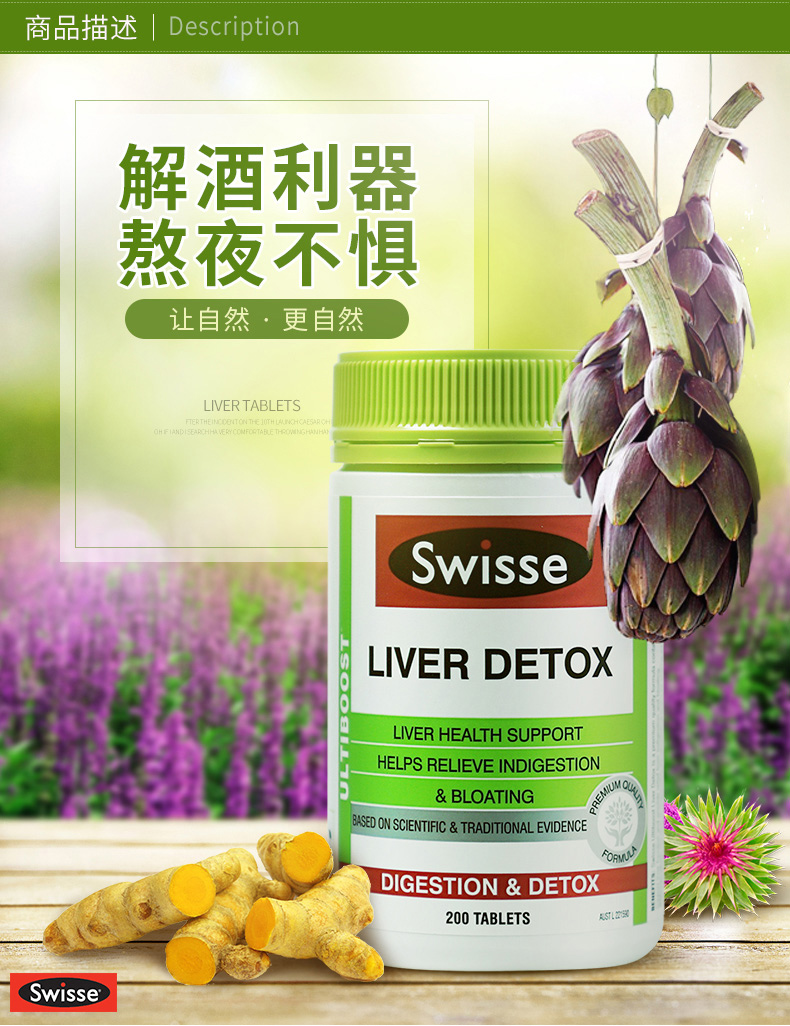 商品描述 | Description
解酒利器
熬夜不惧
让自然 · 更自然
LIVER TABLETS
Swisse
LIVER DETOX
ULTIBOOST
LIVER HEALTH SUPPORT
HELPS RELIEVE INDIGESTION
& BLOATING
BASED ON SCIENTIFIC & TRADITIONAL EVIDENCE
PREMIUM QUALITY
FORMULA
DIGESTION & DETOX
200 TABLETS
Swisse